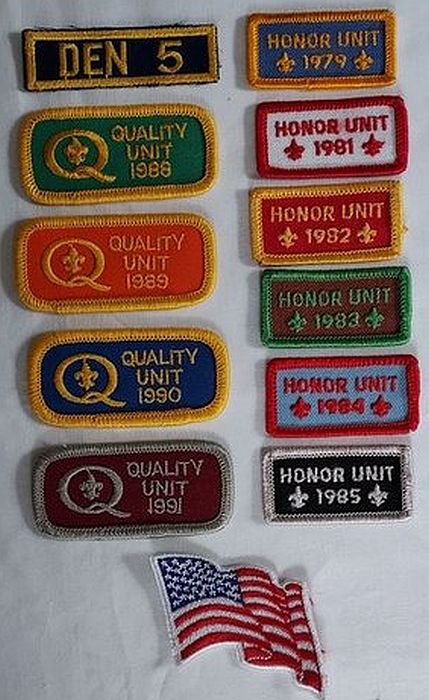 DEN 5
QUALITY
UNIT
1988
QUALITY
UNIT
1989
QUALITY
UNIT
1990
QUALITY
UNIT
1991
HONOR UNIT
1979
HONOR UNIT
1981
HONOR UNIT
1982
HONOR UNIT
1983
HONOR UNIT
1984
HONOR UNIT
1985